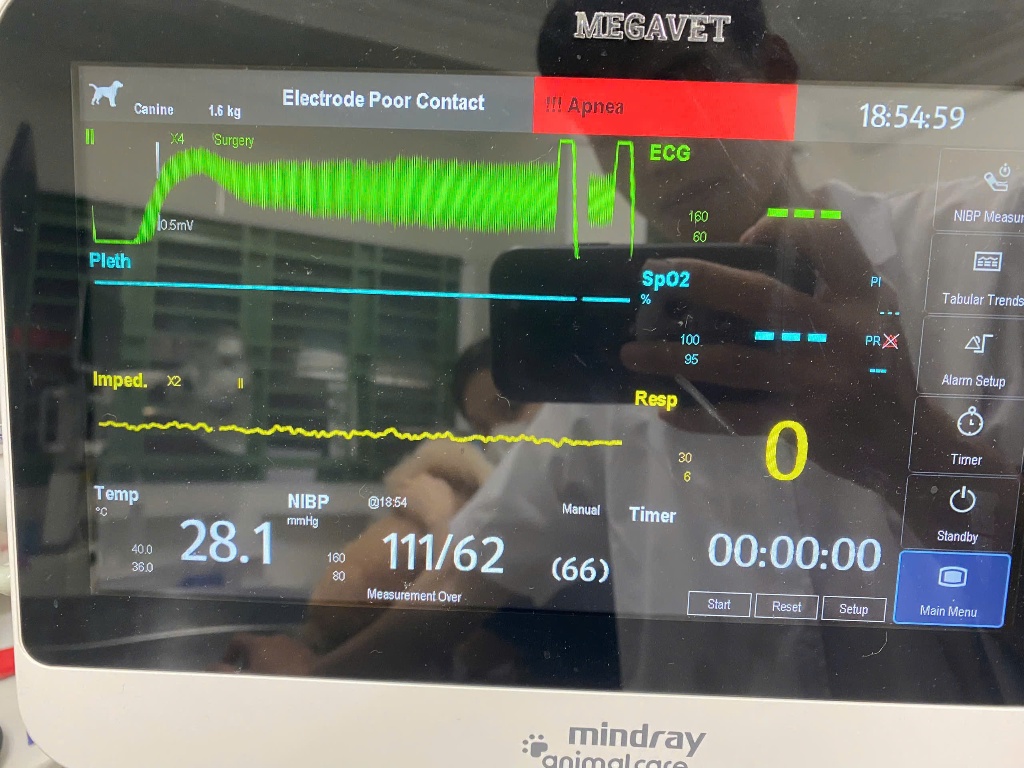 MEGAVET
Canine 1.6 kg Electrode Poor Contact !!! Apnea 18:54:59
II X4 Surgery ECG
0.5mV 160 --- 
60
NIBP Measur
Pleth SpO2 PI
% ---
Tabular Trends
100 --- PR
95 --
Alarm Setup
Imped. X2 II Resp
30 0
6
Timer
Temp NIBP @18:54 Manual Timer
°C mmHg
Standby
40.0 28.1 160 111/62 (66) 00:00:00
36.0 80
Measurement Over Start Reset Setup Main Menu
mindray
animalcare